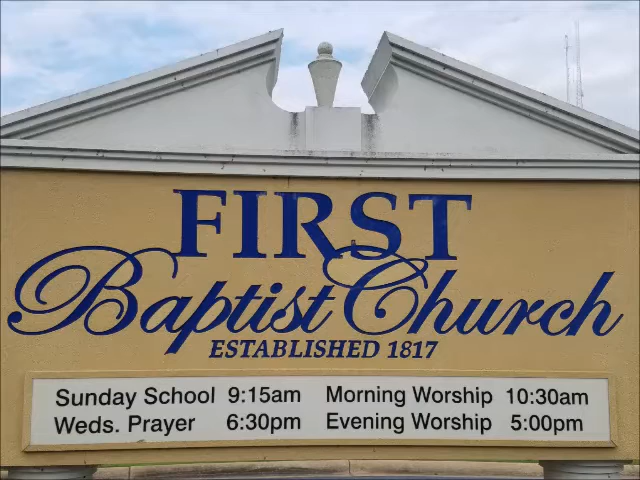 FIRST
Baptist Church
ESTABLISHED 1817
Sunday School 9:15am Morning Worship 10:30am
Weds. Prayer 6:30pm Evening Worship 5:00pm